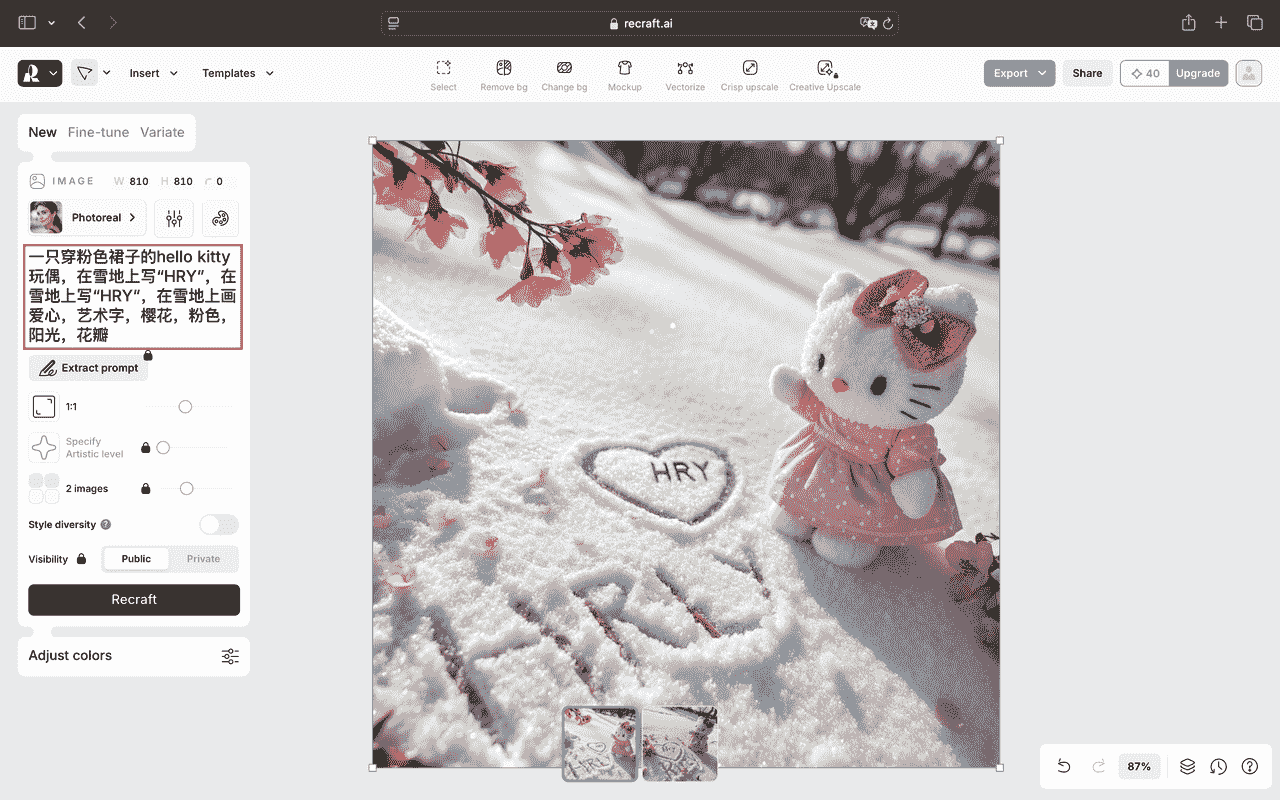 recraft.ai
Insert
Templates
Select
Remove bg
Change bg
Mockup
Vectorize
Crisp upscale
Creative Upscale
Export
Share
40
Upgrade
New Fine-tune Variate
IMAGE W 810 H 810 0
Photoreal
一只穿粉色裙子的hello kitty
玩偶，在雪地上写“HRY”，在
雪地上写“HRY”，在雪地上画
爱心，艺术字，樱花，粉色，
阳光，花瓣
Extract prompt
1:1
Specify
Artistic level
2 images
Style diversity ?
Visibility Public Private
Recraft
Adjust colors
HRY
87%